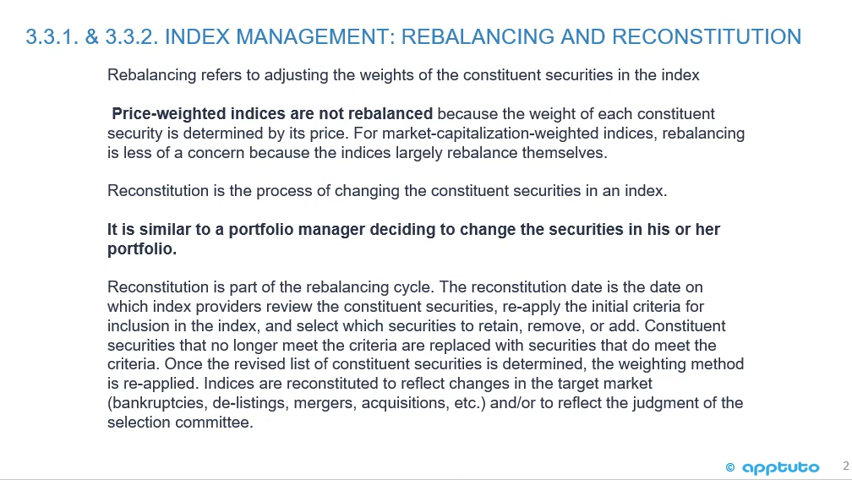 3.3.1. & 3.3.2. INDEX MANAGEMENT: REBALANCING AND RECONSTITUTION
Rebalancing refers to adjusting the weights of the constituent securities in the index
Price-weighted indices are not rebalanced because the weight of each constituent
security is determined by its price. For market-capitalization-weighted indices, rebalancing
is less of a concern because the indices largely rebalance themselves.
Reconstitution is the process of changing the constituent securities in an index.
It is similar to a portfolio manager deciding to change the securities in his or her
portfolio.
Reconstitution is part of the rebalancing cycle. The reconstitution date is the date on
which index providers review the constituent securities, re-apply the initial criteria for
inclusion in the index, and select which securities to retain, remove, or add. Constituent
securities that no longer meet the criteria are replaced with securities that do meet the
criteria. Once the revised list of constituent securities is determined, the weighting method
is re-applied. Indices are reconstituted to reflect changes in the target market
(bankruptcies, de-listings, mergers, acquisitions, etc.) and/or to reflect the judgment of the
selection committee.
© apptuto 2